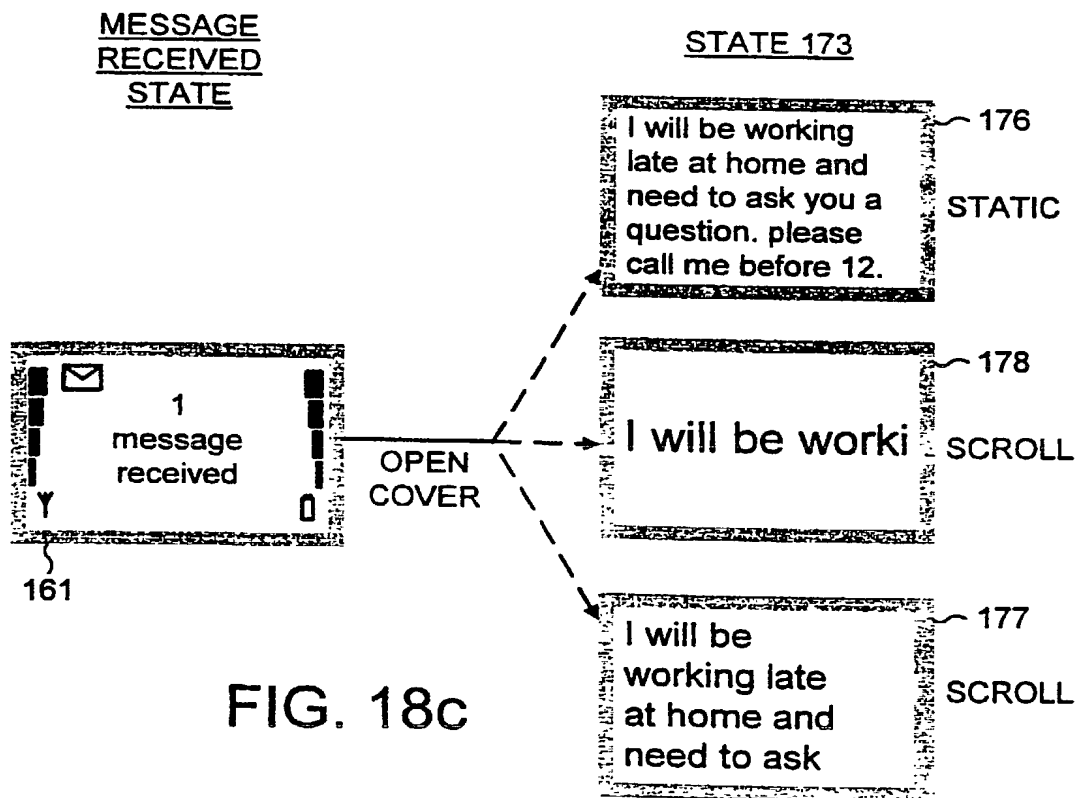 MESSAGE
RECEIVED
STATE
STATE 173
I will be working
late at home and
need to ask you a
question. please
call me before 12.
176
STATIC
1
message
received
161
OPEN
COVER
I will be worki
178
SCROLL
I will be
working late
at home and
need to ask
177
SCROLL
FIG. 18c